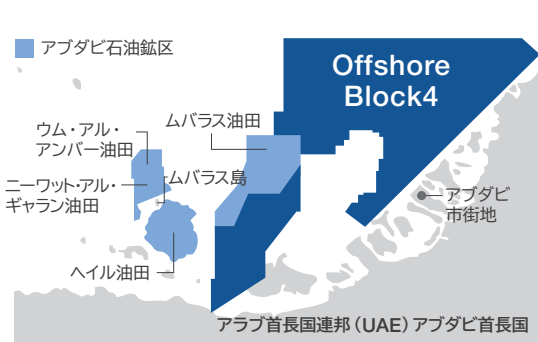 アブダビ石油鉱区
Offshore
Block4
ムバラス油田
ウム・アル・
アンバー油田
ムバラス島
ニーワット・アル・
ギャラン油田
アブダビ
市街地
ヘイル油田
アラブ首長国連邦（UAE）アブダビ首長国